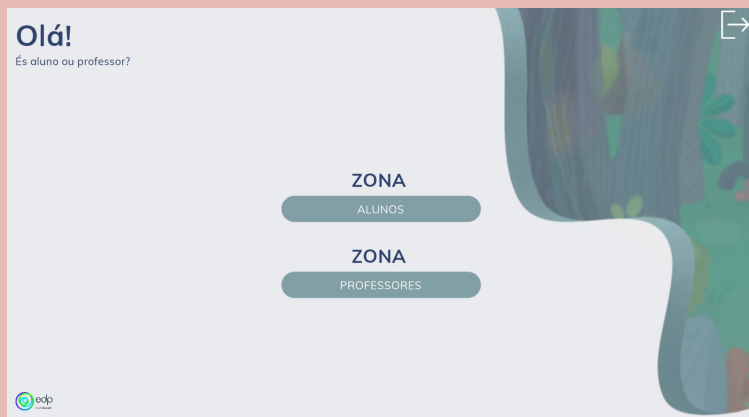 Olá!
És aluno ou professor?
ZONA
ALUNOS
ZONA
PROFESSORES
edp